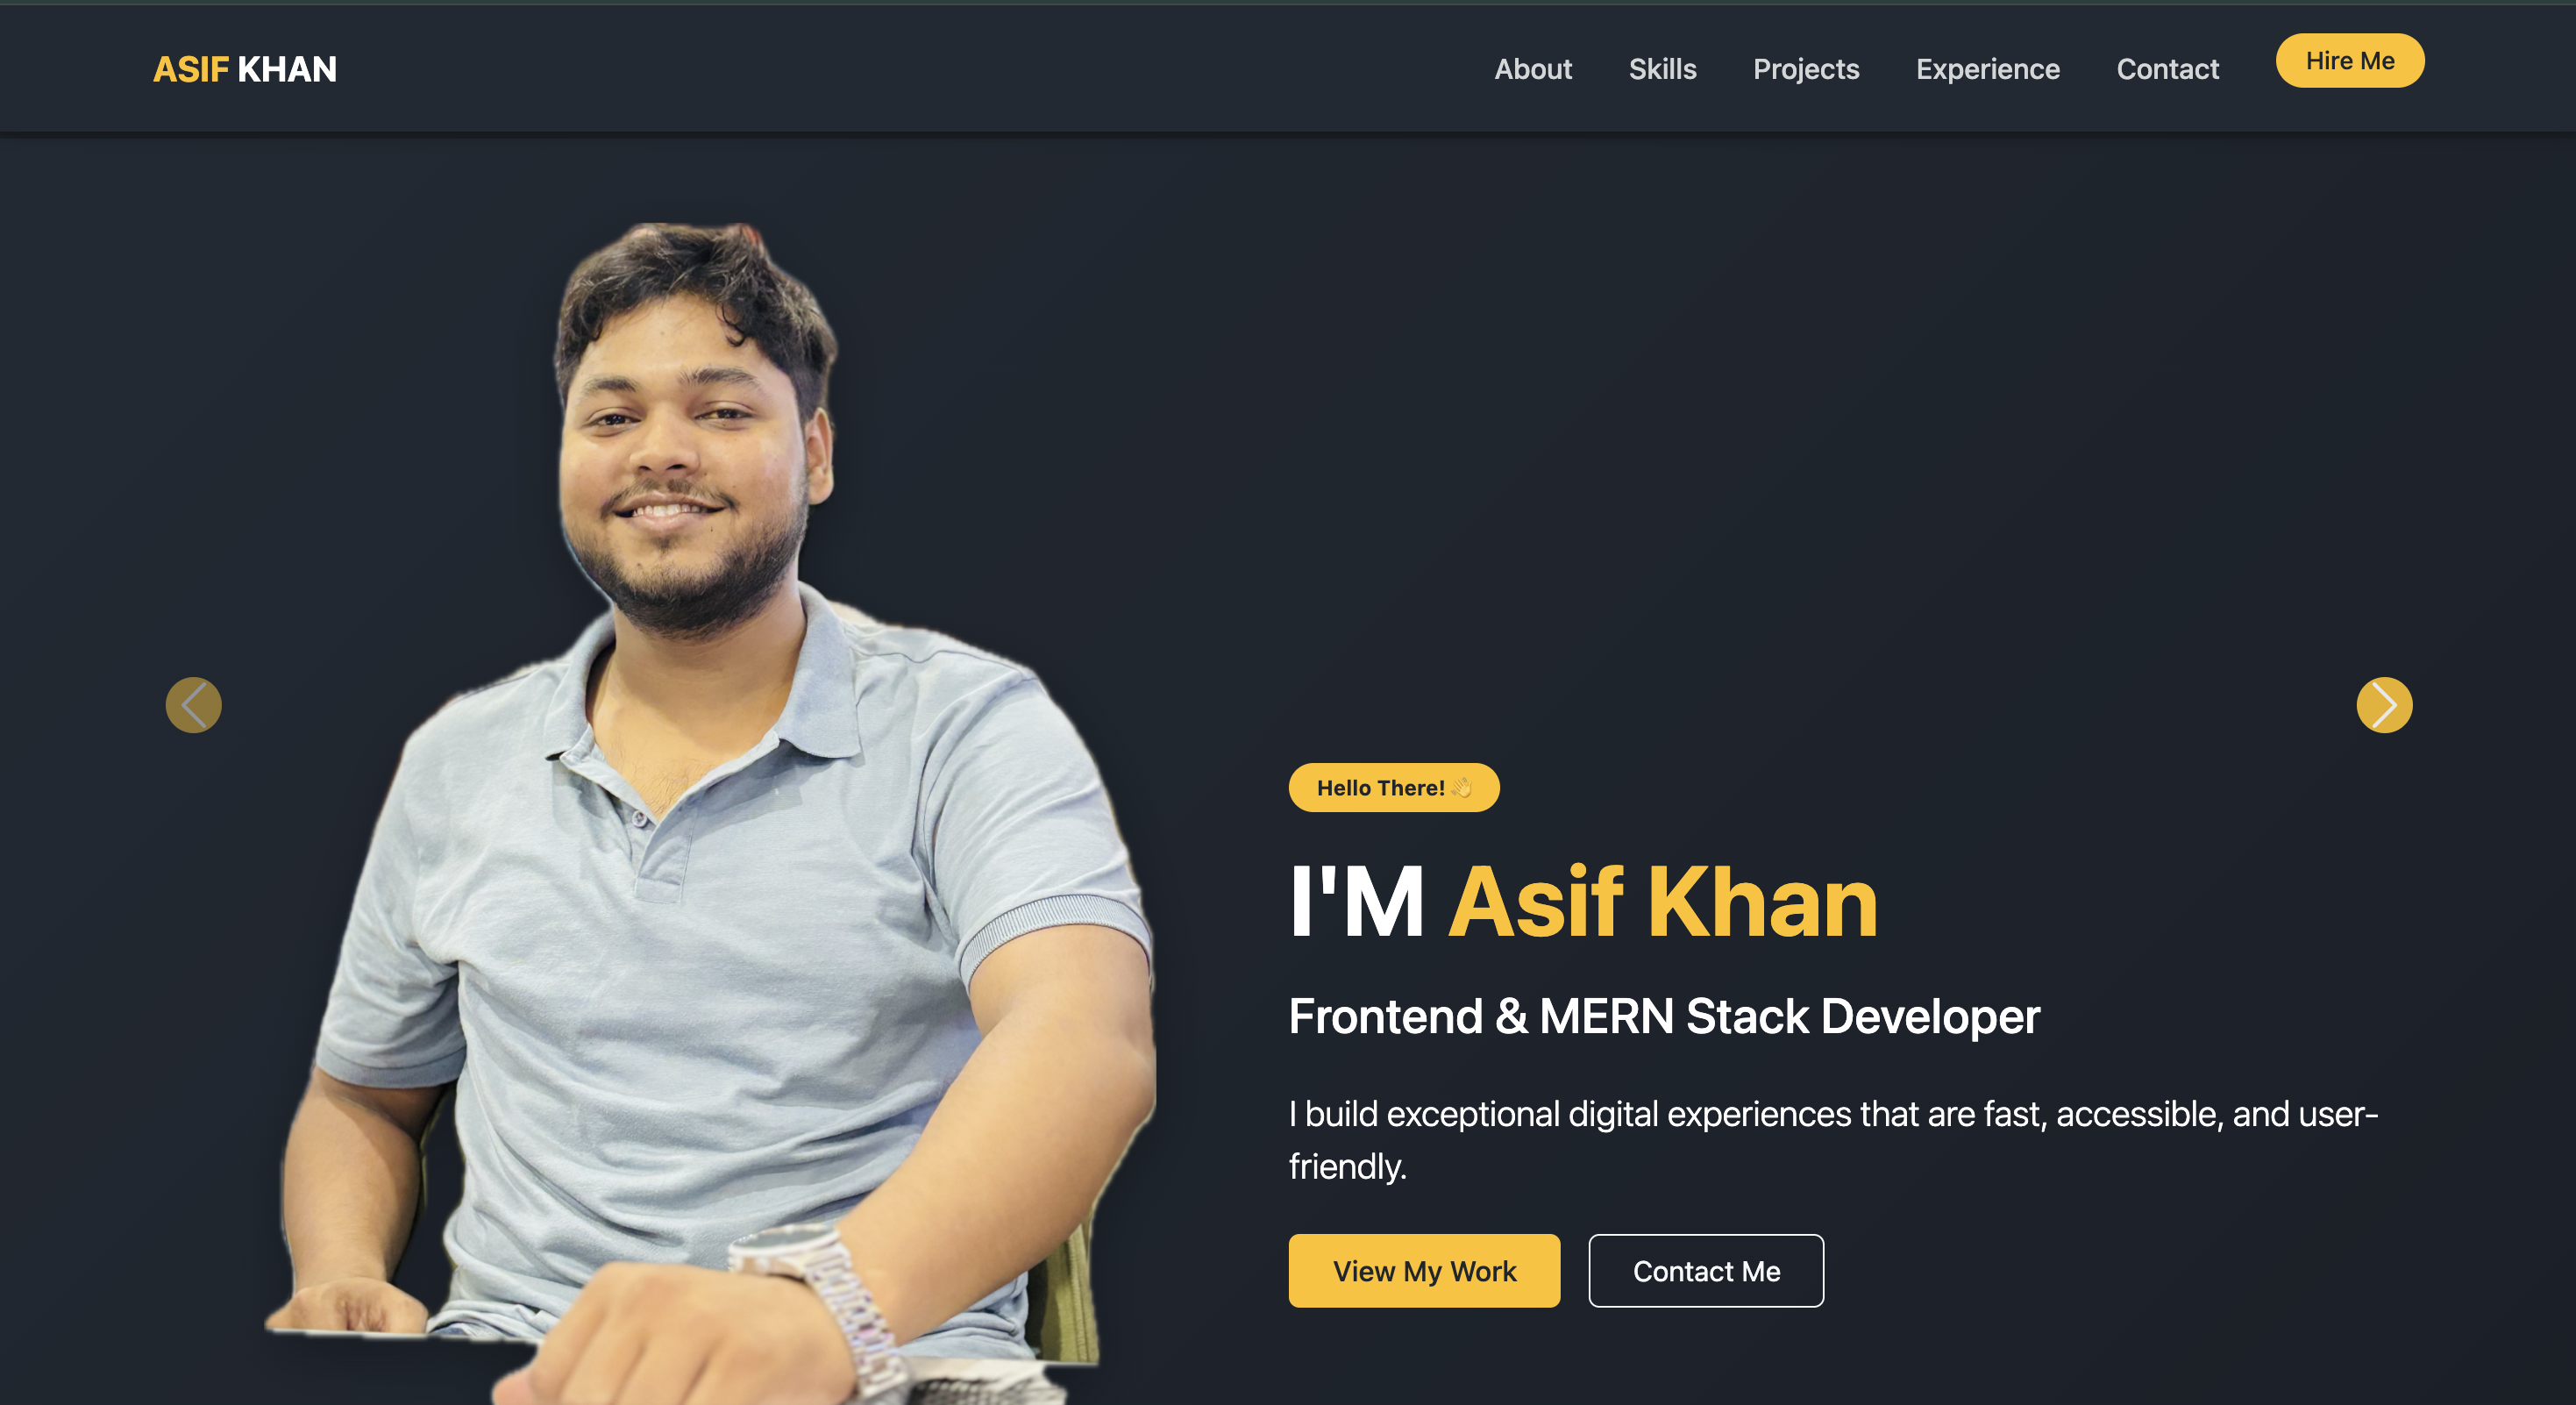 ASIF KHAN
About Skills Projects Experience Contact Hire Me
Hello There! 👋
I'M Asif Khan
Frontend & MERN Stack Developer
I build exceptional digital experiences that are fast, accessible, and user-
friendly.
View My Work Contact Me